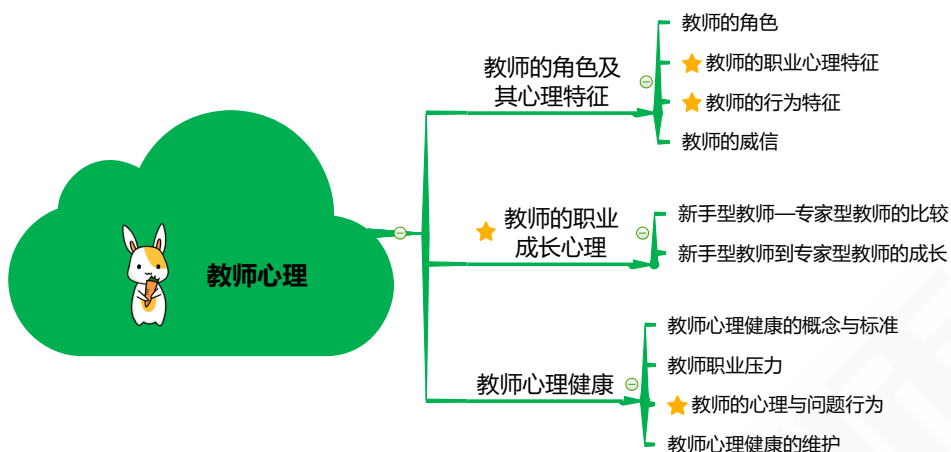 教师心理
教师的角色及
其心理特征
教师的角色
教师的职业心理特征
教师的行为特征
教师的威信
教师的职业
成长心理
新手型教师—专家型教师的比较
新手型教师到专家型教师的成长
教师心理健康
教师心理健康的概念与标准
教师职业压力
教师的心理与问题行为
教师心理健康的维护